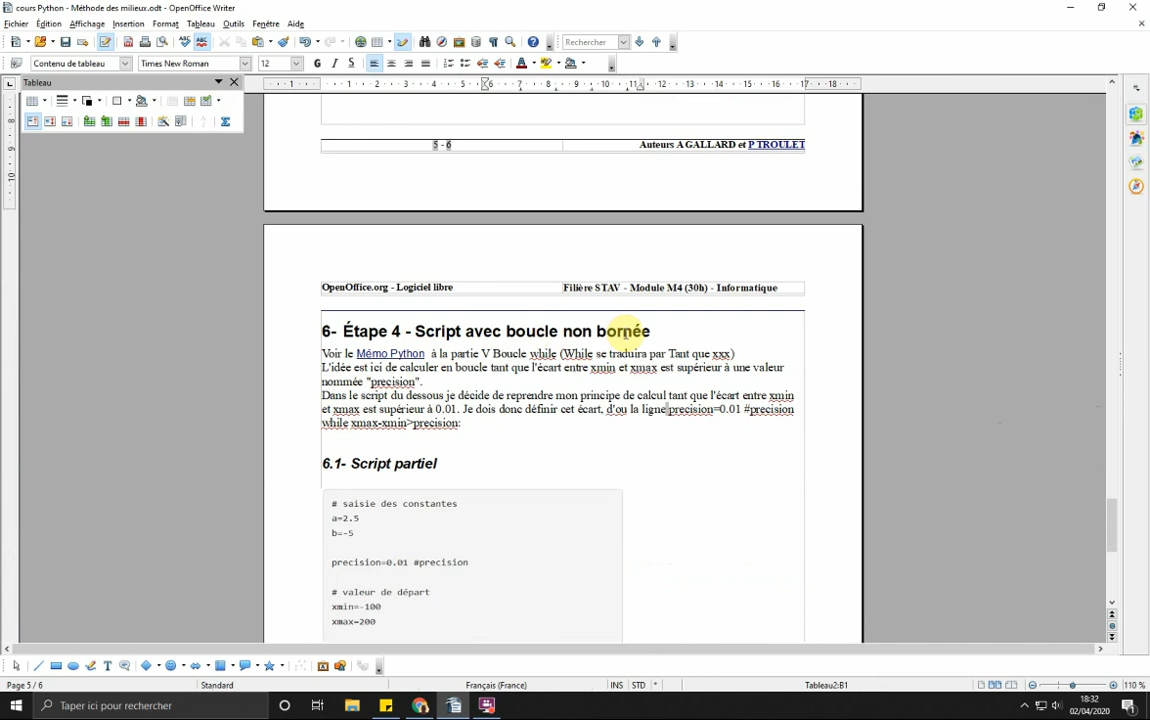 cours Python - Méthode des milieux.odt - OpenOffice Writer
Fichier Édition Affichage Insertion Format Tableau Outils Fenêtre Aide
Rechercher
Contenu de tableau Times New Roman 12 G I S
Tableau
5 - 6 Auteurs A GALLARD et P TROULET
OpenOffice.org - Logiciel libre Filière STAV - Module M4 (30h) - Informatique
6- Étape 4 - Script avec boucle non bornée
Voir le Mémo Python à la partie V Boucle while (While se traduira par Tant que xxx)
L'idée est ici de calculer en boucle tant que l'écart entre xmin et xmax est supérieur à une valeur
nommée "precision".
Dans le script du dessous je décide de reprendre mon principe de calcul tant que l'écart entre xmin
et xmax est supérieur à 0.01. Je dois donc définir cet écart, d'ou la ligne precision=0.01 #precision
while xmax-xmin>precision:
6.1- Script partiel
# saisie des constantes
a=2.5
b=-5
precision=0.01 #precision
# valeur de départ
xmin=-100
xmax=200
Page 5 / 6 Standard Français (France) INS STD * Tableau2:B1 110 %
Taper ici pour rechercher
18:32
02/04/2020